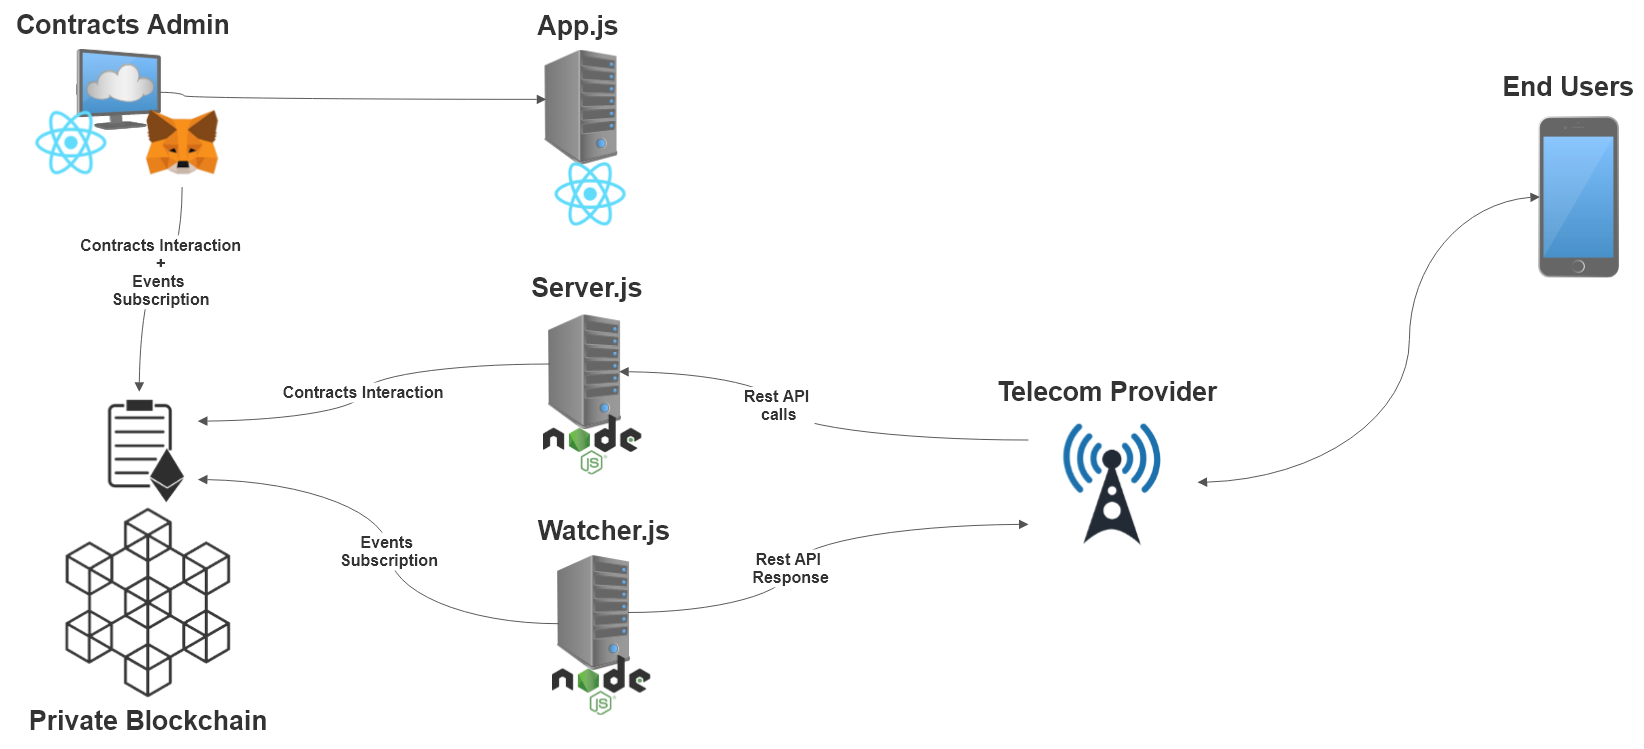 Contracts Admin
App.js
End Users
Contracts Interaction
+
Events
Subscription
Server.js
Contracts Interaction
Rest API
calls
Telecom Provider
node
JS
Watcher.js
Events
Subscription
Rest API
Response
node
JS
Private Blockchain